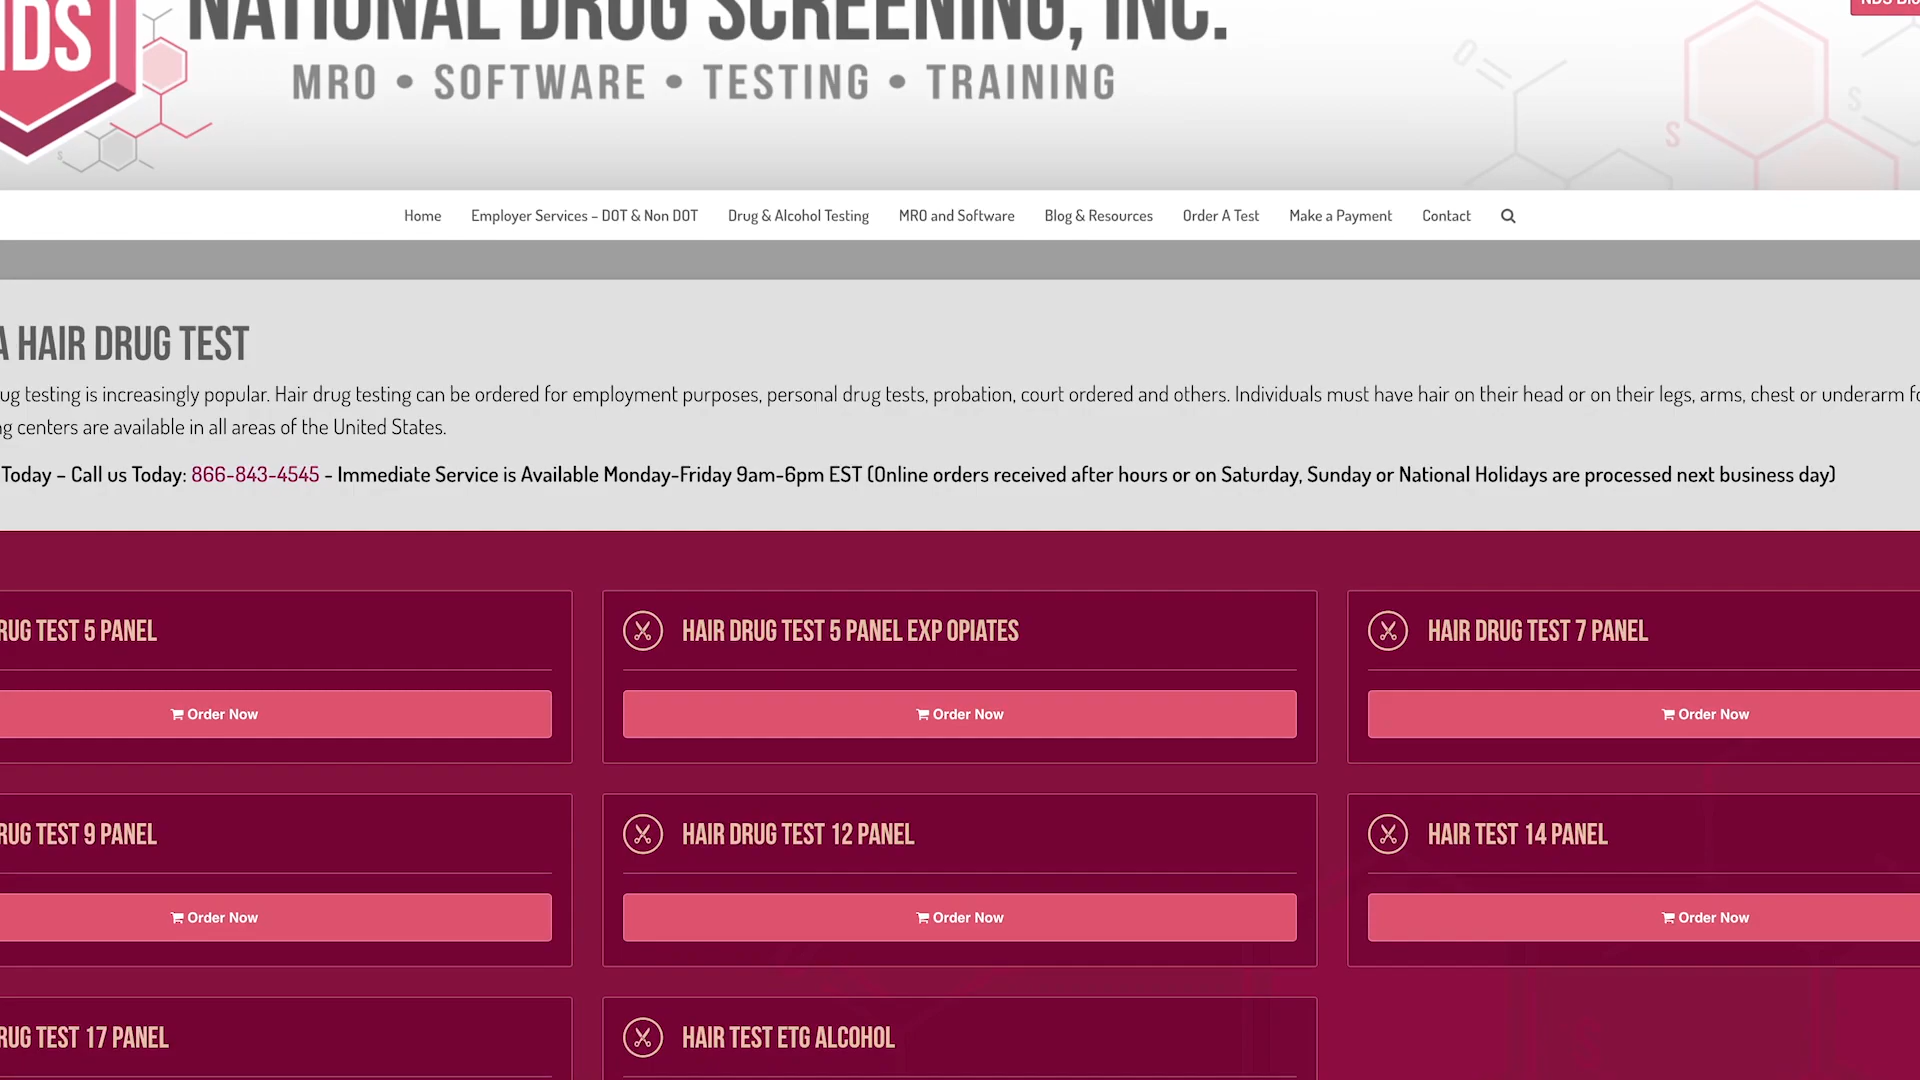 NDS
NATIONAL DRUG SCREENING, INC.
MRO • SOFTWARE • TESTING • TRAINING
Home
Employer Services – DOT & Non DOT
Drug & Alcohol Testing
MRO and Software
Blog & Resources
Order A Test
Make a Payment
Contact
A HAIR DRUG TEST
ug testing is increasingly popular. Hair drug testing can be ordered for employment purposes, personal drug tests, probation, court ordered and others. Individuals must have hair on their head or on their legs, arms, chest or underarm
ng centers are available in all areas of the United States.
Today – Call us Today: 866-843-4545 - Immediate Service is Available Monday-Friday 9am-6pm EST (Online orders received after hours or on Saturday, Sunday or National Holidays are processed next business day)
RUG TEST 5 PANEL
HAIR DRUG TEST 5 PANEL EXP OPIATES
HAIR DRUG TEST 7 PANEL
Order Now
Order Now
Order Now
RUG TEST 9 PANEL
HAIR DRUG TEST 12 PANEL
HAIR TEST 14 PANEL
Order Now
Order Now
Order Now
RUG TEST 17 PANEL
HAIR TEST ETG ALCOHOL